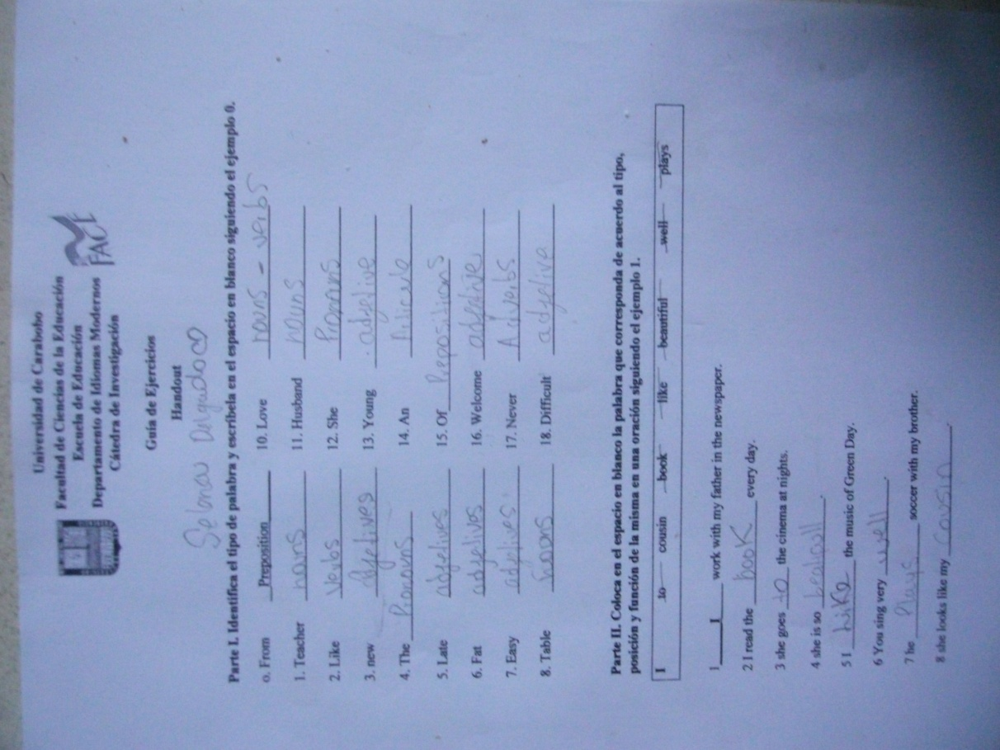 Universidad de Carabobo
Facultad de Ciencias de la Educación
Escuela de Educación
Departamento de Idiomas Modernos
Cátedra de Investigación
FACE
Guía de Ejercicios
Handout
Delgado
Parte I. Identifica el tipo de palabra y escríbela en el espacio en blanco siguiendo el ejemplo 0.
o. From Preposition 10. Love nouns - verbs
1. Teacher nouns 11. Husband nouns
2. Like verbs 12. She Pronouns
3. new adjetives 13. Young adjetive
4. The Pronouns 14. An Article
5. Late adjetives 15. Of Prepositions
6. Fat adjetives 16. Welcome adjetive
7. Easy adjetives 17. Never Adverbs
8. Table nouns 18. Difficult adjetive
Parte II. Coloca en el espacio en blanco la palabra que corresponda de acuerdo al tipo,
posición y función de la misma en una oración siguiendo el ejemplo 1.
I to cousin book like beautiful well plays
1 I work with my father in the newspaper.
2 I read the book every day.
3 she goes to the cinema at nights.
4 she is so .
5 I like the music of Green Day.
6 You sing very well.
7 he plays soccer with my brother.
8 she looks like my cousin.